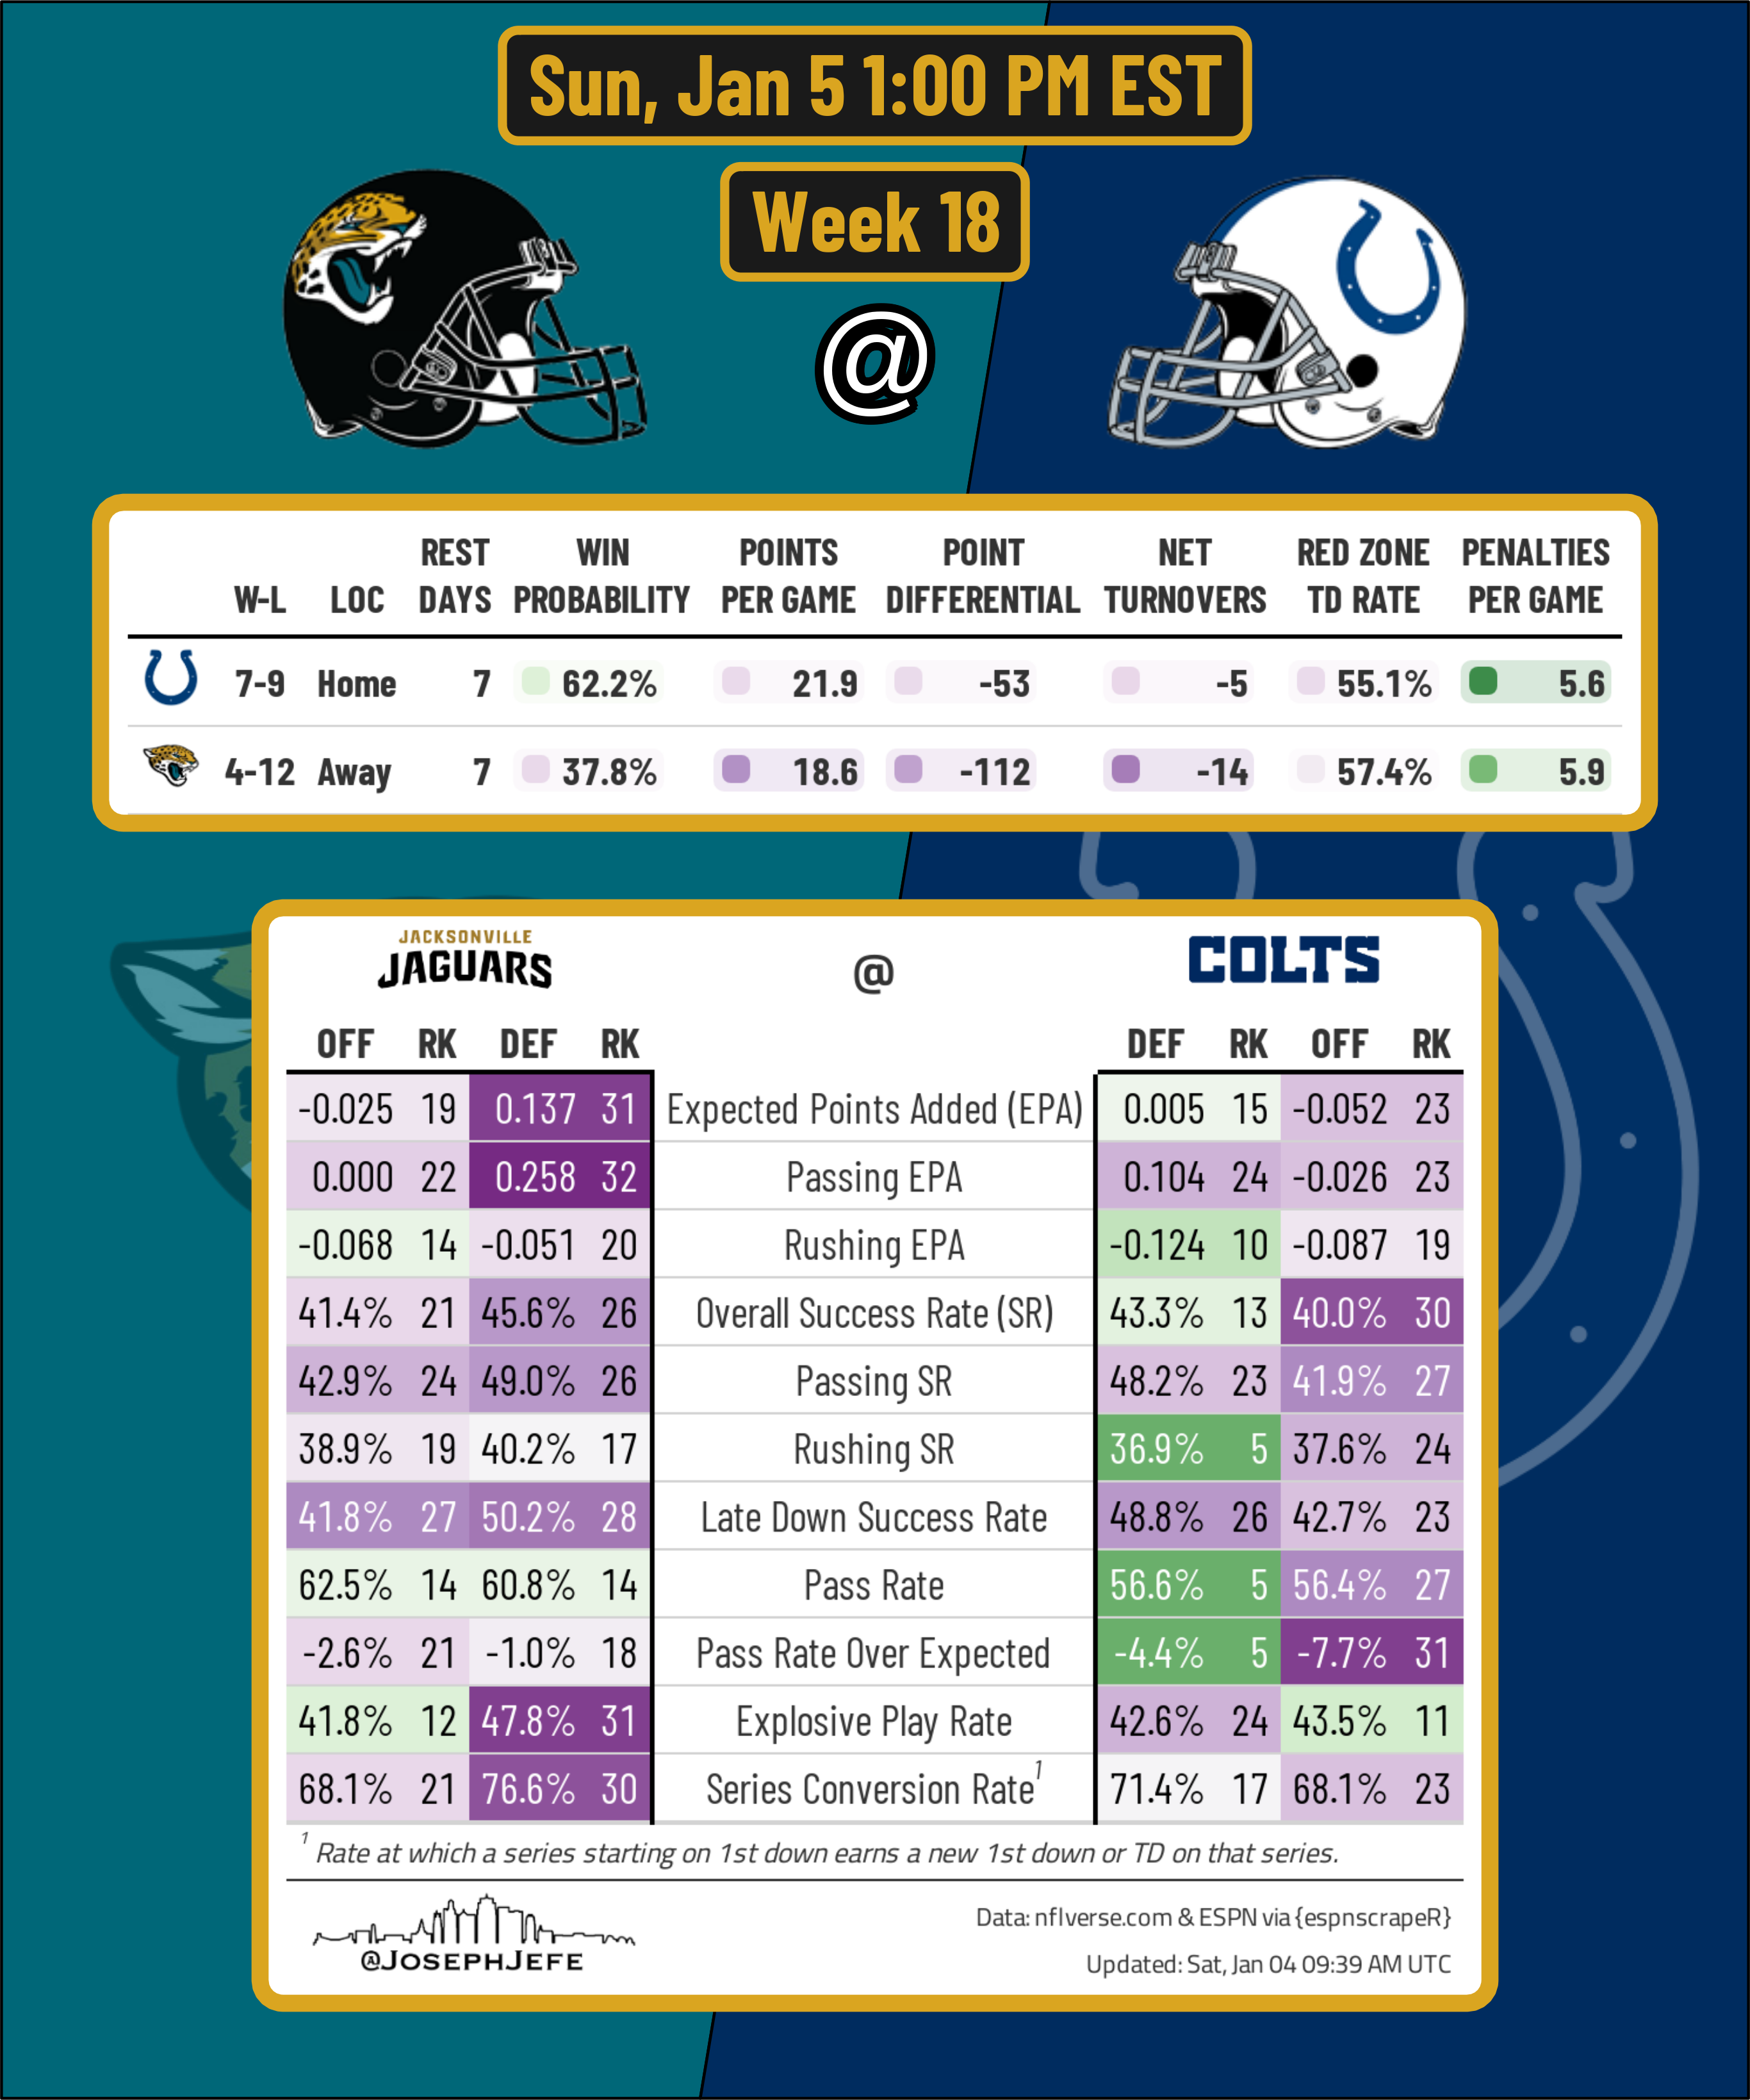 Sun, Jan 5 1:00 PM EST
Week 18
@
W-L LOC REST DAYS WIN PROBABILITY POINTS PER GAME POINT DIFFERENTIAL NET TURNOVERS RED ZONE TD RATE PENALTIES PER GAME
7-9 Home 7 62.2% 21.9 -53 -5 55.1% 5.6
4-12 Away 7 37.8% 18.6 -112 -14 57.4% 5.9
JACKSONVILLE
JAGUARS @ COLTS
OFF RK DEF RK DEF RK OFF RK
-0.025 19 0.137 31 Expected Points Added (EPA) 0.005 15 -0.052 23
0.000 22 0.258 32 Passing EPA 0.104 24 -0.026 23
-0.068 14 -0.051 20 Rushing EPA -0.124 10 -0.087 19
41.4% 21 45.6% 26 Overall Success Rate (SR) 43.3% 13 40.0% 30
42.9% 24 49.0% 26 Passing SR 48.2% 23 41.9% 27
38.9% 19 40.2% 17 Rushing SR 36.9% 5 37.6% 24
41.8% 27 50.2% 28 Late Down Success Rate 48.8% 26 42.7% 23
62.5% 14 60.8% 14 Pass Rate 56.6% 5 56.4% 27
-2.6% 21 -1.0% 18 Pass Rate Over Expected -4.4% 5 -7.7% 31
41.8% 12 47.8% 31 Explosive Play Rate 42.6% 24 43.5% 11
68.1% 21 76.6% 30 Series Conversion Rate¹ 71.4% 17 68.1% 23
¹ Rate at which a series starting on 1st down earns a new 1st down or TD on that series.
@JOSEPHJEFE
Data: nflverse.com & ESPN via {espnscrapeR}
Updated: Sat, Jan 04 09:39 AM UTC